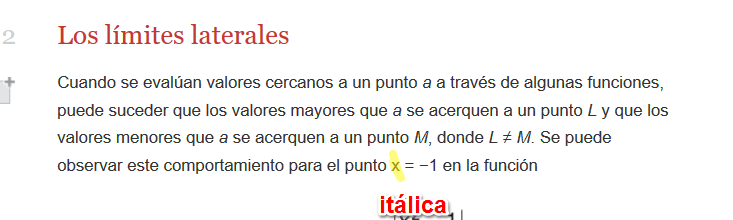 2 Los límites laterales
Cuando se evalúan valores cercanos a un punto a a través de algunas funciones,
puede suceder que los valores mayores que a se acerquen a un punto L y que los
valores menores que a se acerquen a un punto M, donde L ≠ M. Se puede
observar este comportamiento para el punto x = −1 en la función
itálica